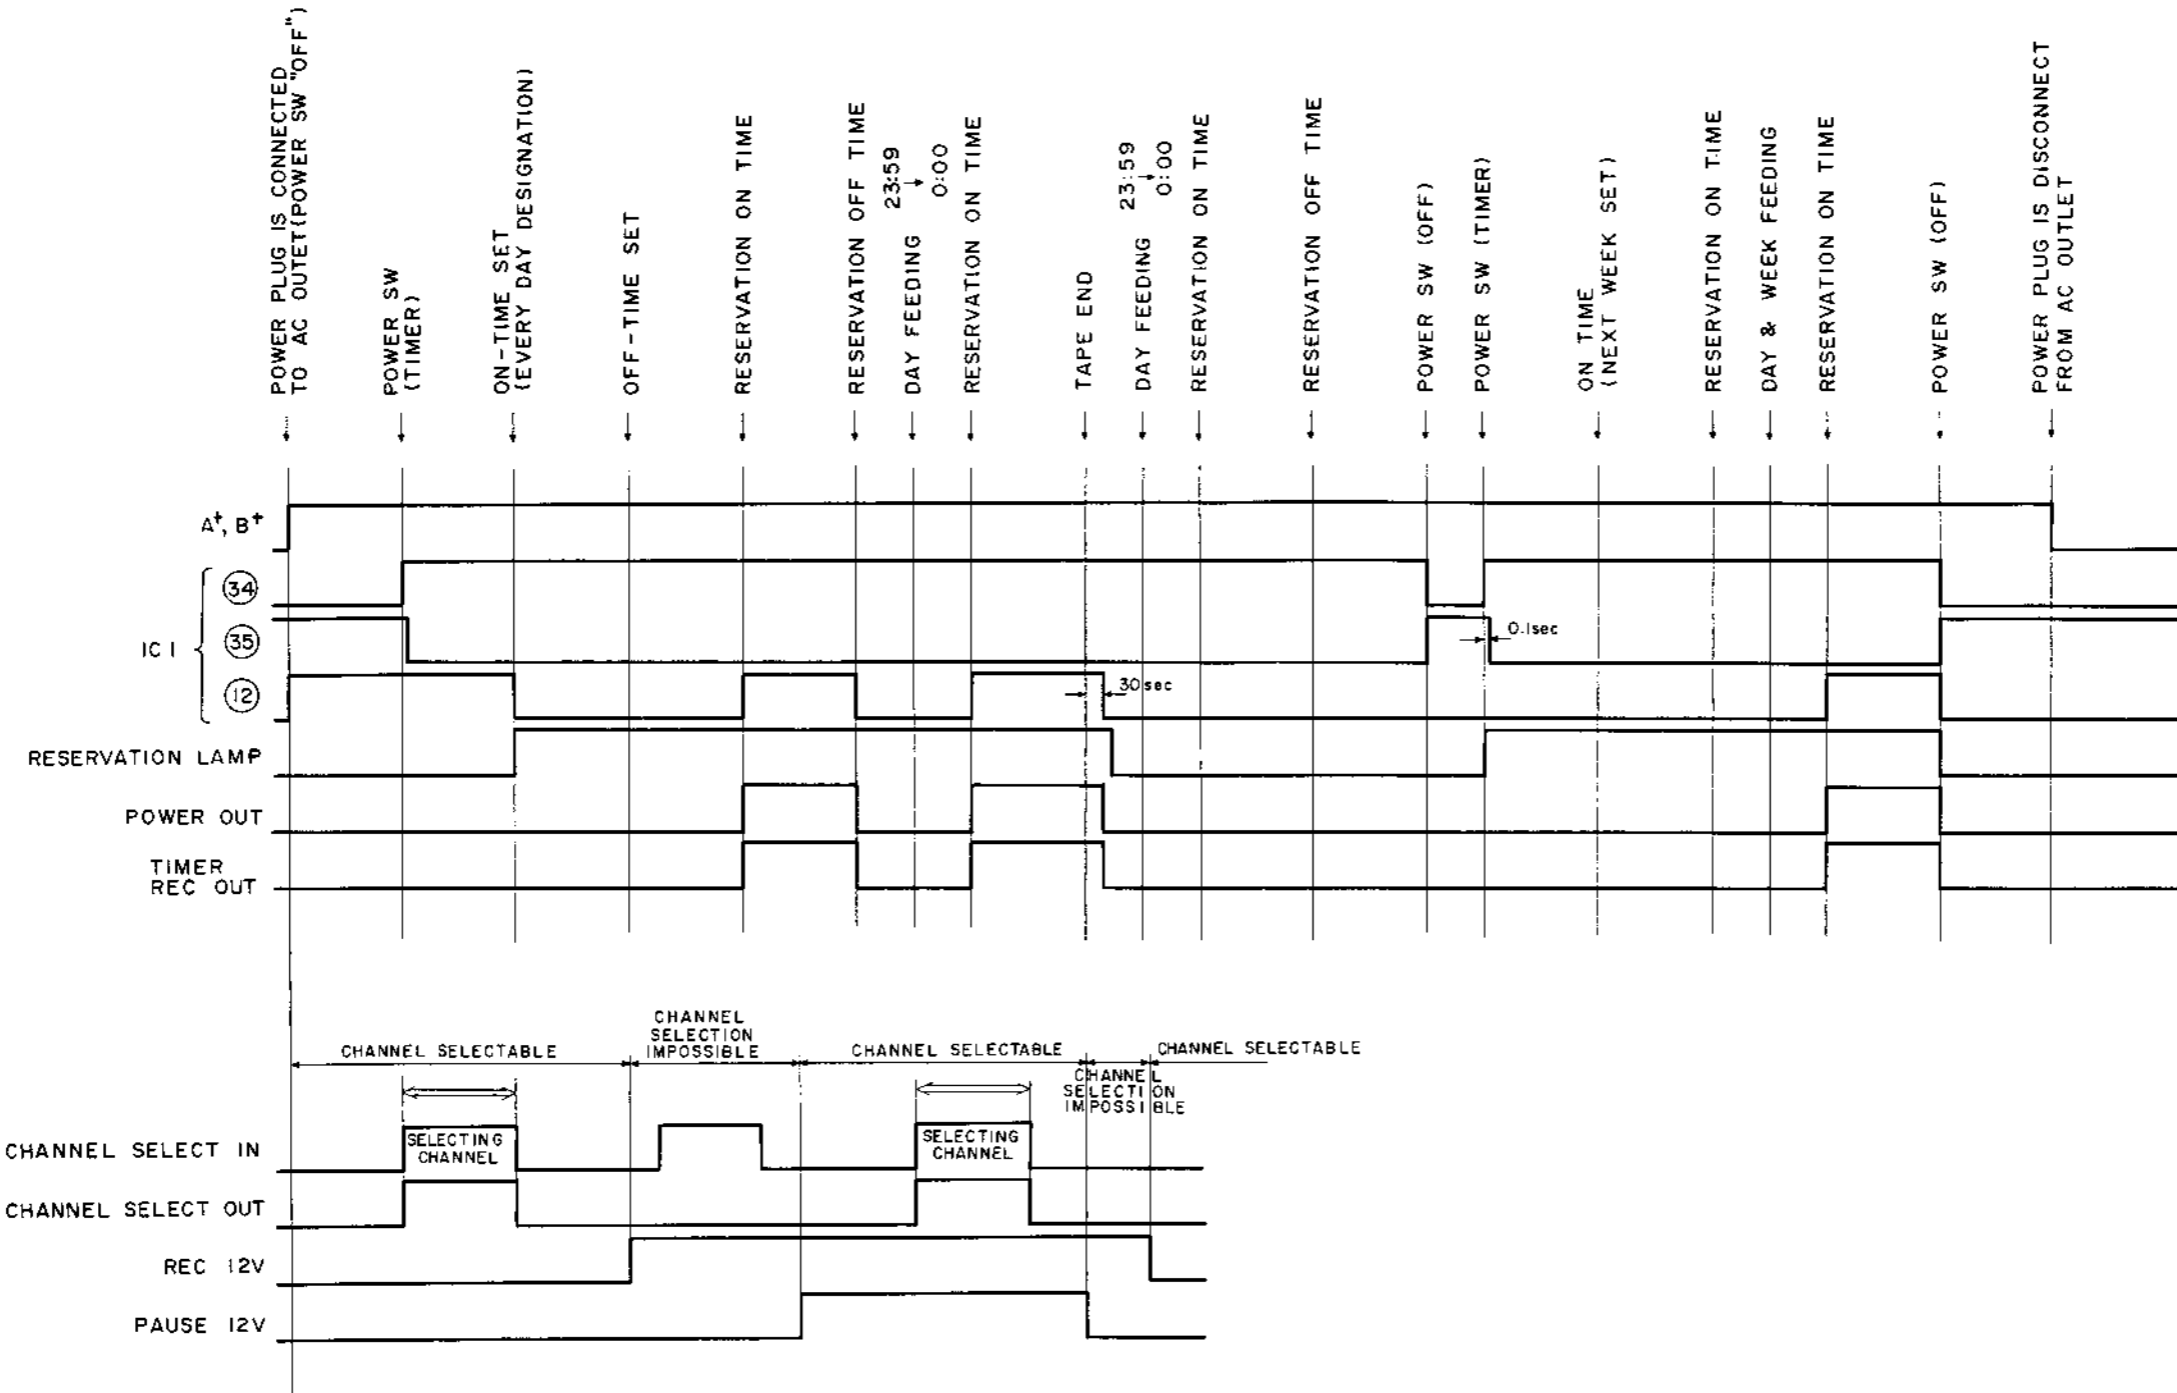 POWER PLUG IS CONNECTED
TO AC OUTET (POWER SW "OFF")
POWER SW
(TIMER)
ON-TIME SET
(EVERY DAY DESIGNATION)
OFF-TIME SET
RESERVATION ON TIME
RESERVATION OFF TIME
DAY FEEDING 23:59 → 0:00
RESERVATION ON TIME
TAPE END
DAY FEEDING 23:59 → 0:00
RESERVATION ON TIME
RESERVATION OFF TIME
POWER SW (OFF)
POWER SW (TIMER)
ON TIME
(NEXT WEEK SET)
RESERVATION ON TIME
DAY & WEEK FEEDING
RESERVATION ON TIME
POWER SW (OFF)
POWER PLUG IS DISCONNECT
FROM AC OUTLET
A+, B+
IC1
34
35
0.1sec
12
30sec
RESERVATION LAMP
POWER OUT
TIMER
REC OUT
CHANNEL SELECTABLE
CHANNEL
SELECTION
IMPOSSIBLE
CHANNEL SELECTABLE
CHANNEL SELECTABLE
CHANNEL
SELECTION
IMPOSSIBLE
CHANNEL SELECT IN
SELECTING
CHANNEL
SELECTING
CHANNEL
CHANNEL SELECT OUT
REC 12V
PAUSE 12V